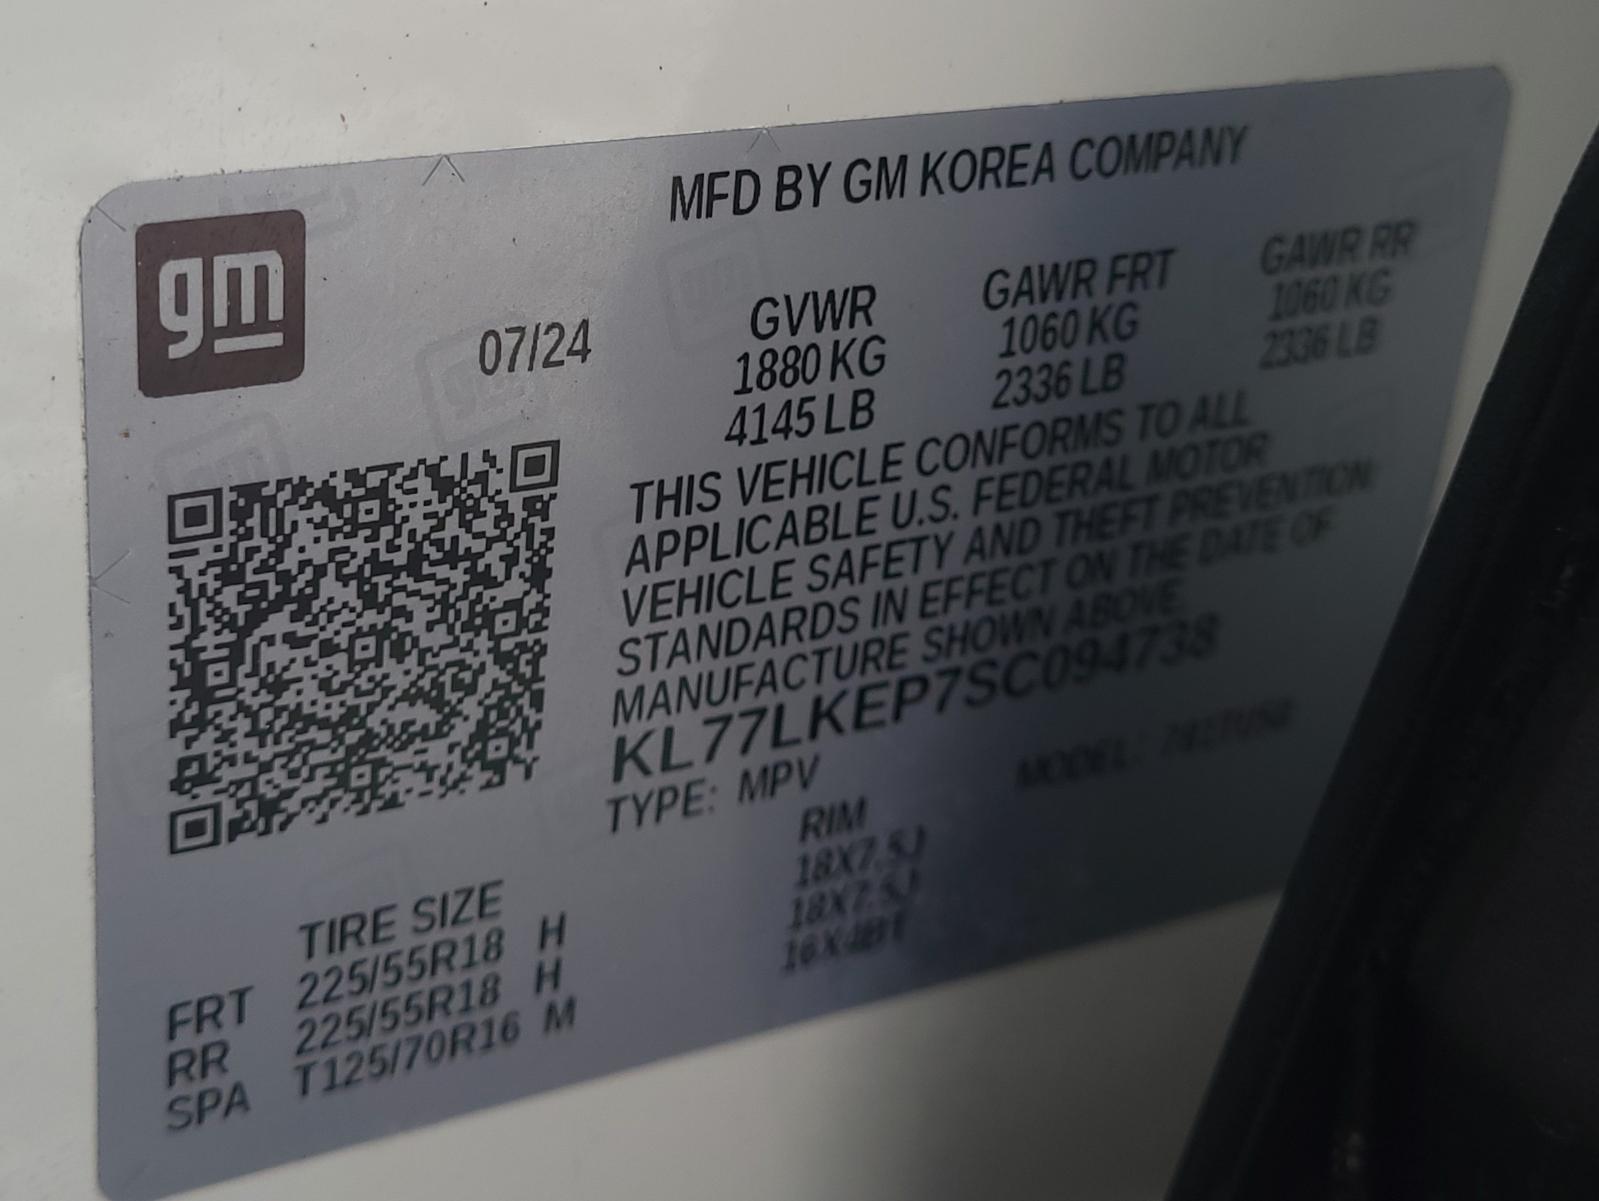 gm
MFD BY GM KOREA COMPANY
07/24
GVWR GAWR FRT GAWR RR
1880 KG 1060 KG 1060 KG
4145 LB 2336 LB 2336 LB
THIS VEHICLE CONFORMS TO ALL
APPLICABLE U.S. FEDERAL MOTOR
VEHICLE SAFETY AND THEFT PREVENTION
STANDARDS IN EFFECT ON THE DATE OF
MANUFACTURE SHOWN ABOVE.
KL77LKEP7SC094738
TYPE: MPV MODEL:
TIRE SIZE RIM
FRT 225/55R18 H 18X7.5J
RR 225/55R18 H 18X7.5J
SPA T125/70R16 M 16X4BT